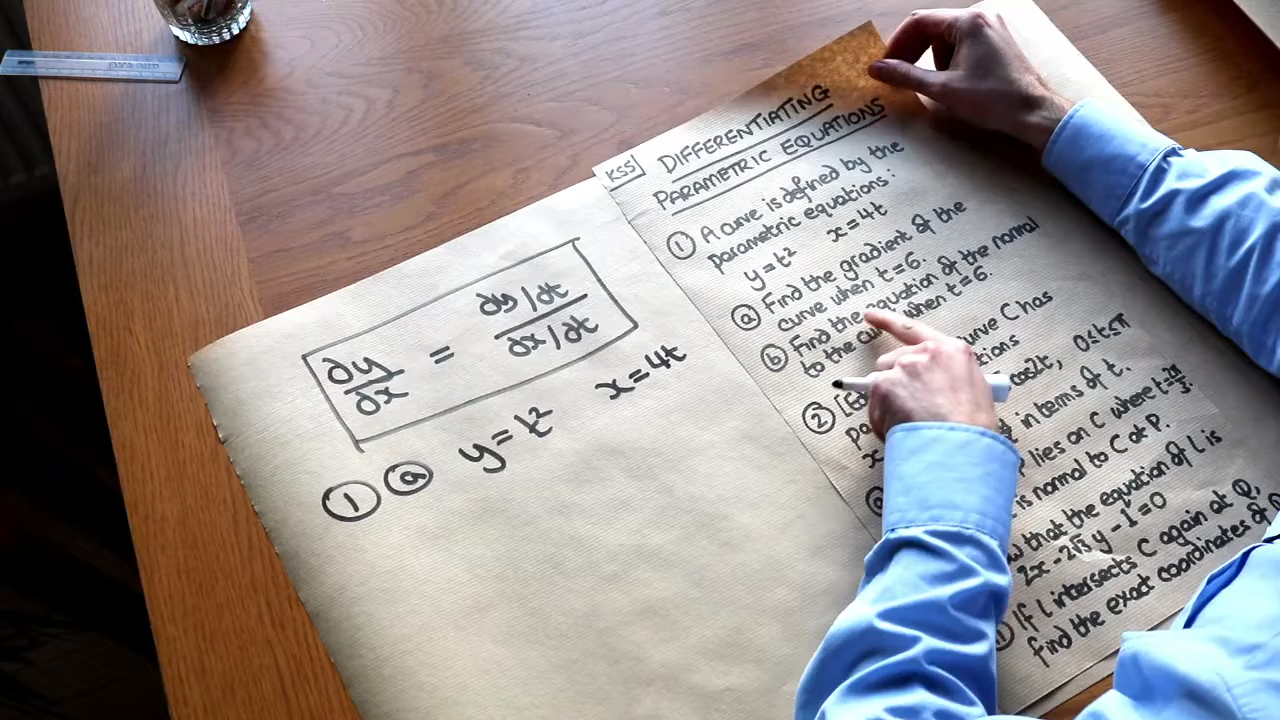 dy/dx = dy/dt / dx/dt
① ⓐ y = t² x = 4t
KS5 DIFFERENTIATING
PARAMETRIC EQUATIONS
① A curve is defined by the
parametric equations:
y = t² x = 4t
ⓐ Find the gradient of the
curve when t = 6.
ⓑ Find the equation of the normal
to the curve when t = 6.
② curve C has
cos2t, 0≤t≤π
in terms of t.
lies on C where t = 2π/3.
is normal to C at P.
that the equation of L is
2x - 2√3 y - 1 = 0
If L intersects C again at Q,
find the exact coordinates of